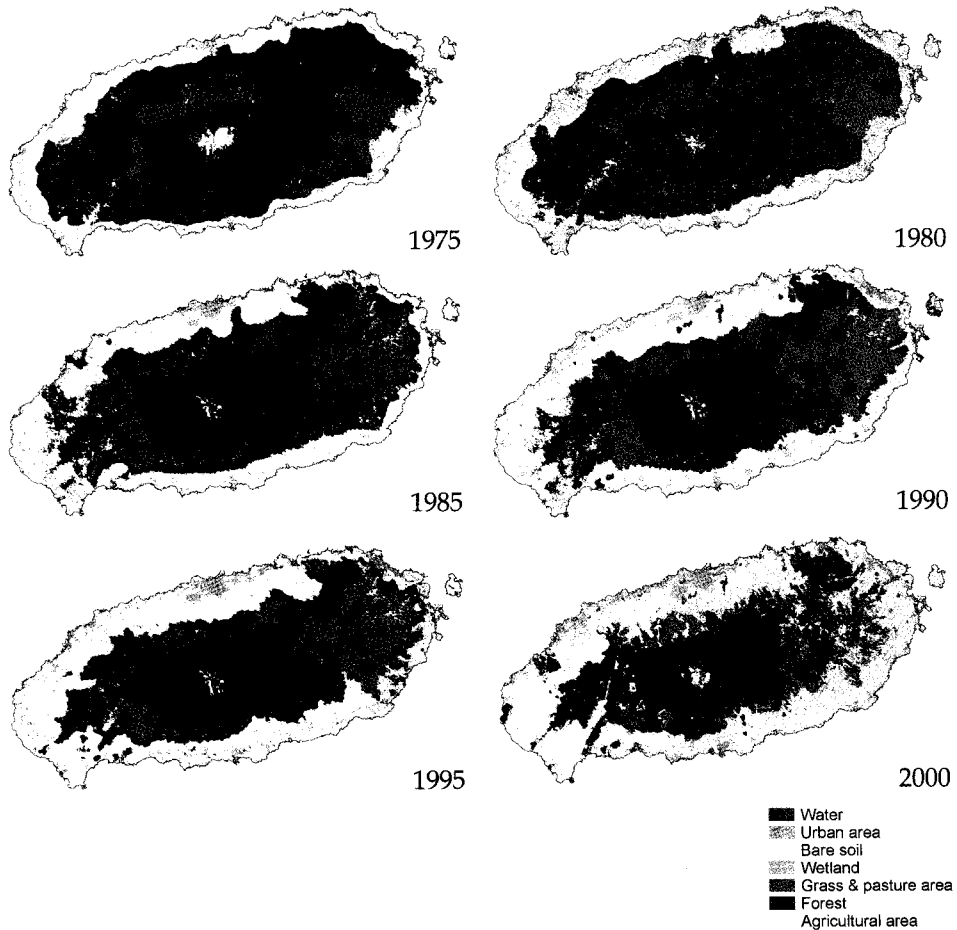 1975
1980
1985
1990
1995
2000
Water
Urban area
Bare soil
Wetland
Grass & pasture area
Forest
Agricultural area